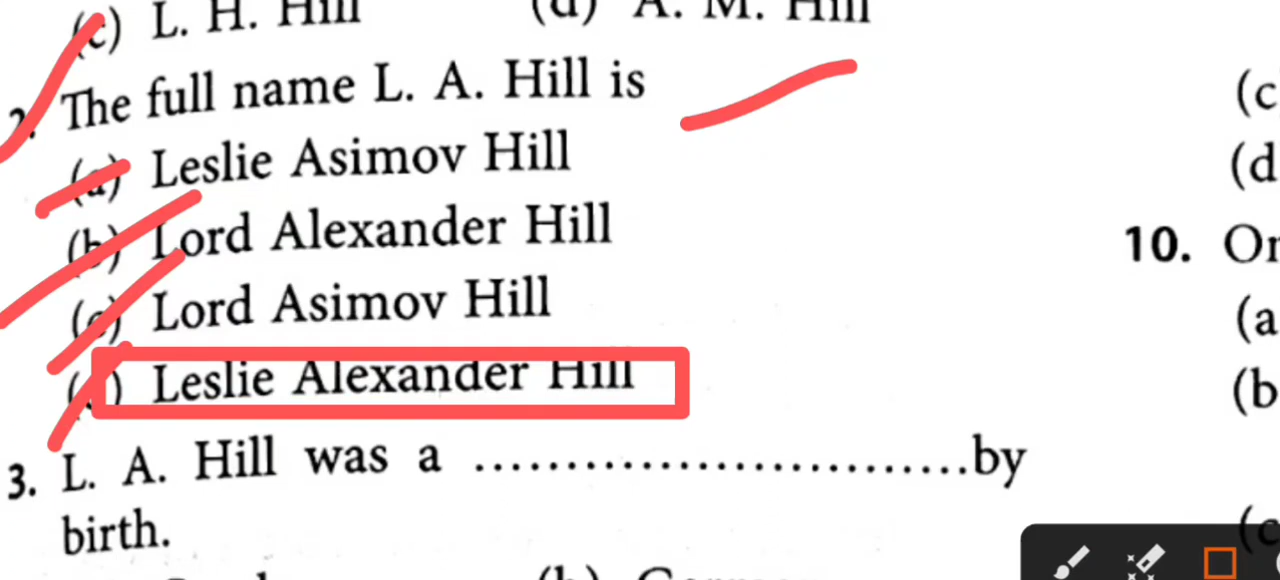 (c) L. H. Hill (d) A. M. Hill
2. The full name L. A. Hill is
(a) Leslie Asimov Hill
(b) Lord Alexander Hill
(c) Lord Asimov Hill
( ) Leslie Alexander Hill
3. L. A. Hill was a ..............................by
birth.
(b)
(c
(d
10. Or
(a
(b
(c